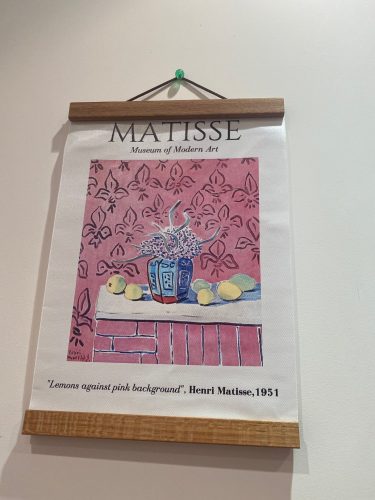 MATISSE
Museum of Modern Art
"Lemons against pink background", Henri Matisse,1951